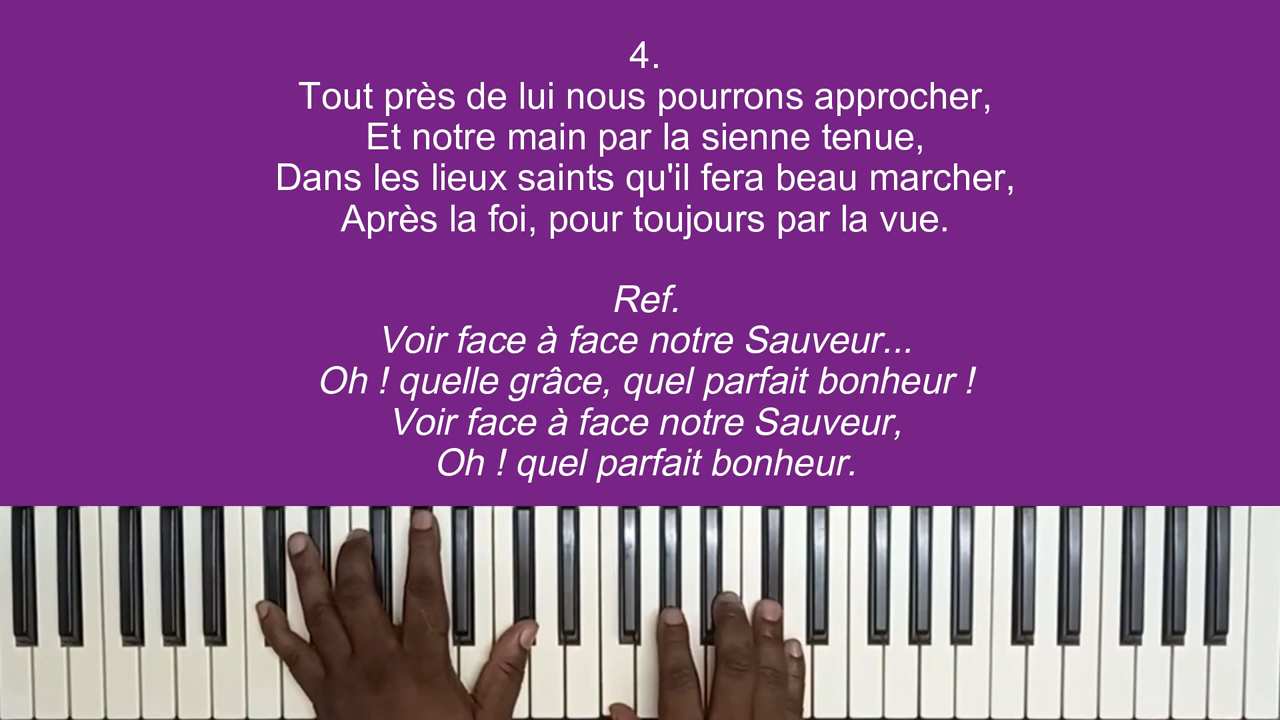 4.
Tout près de lui nous pourrons approcher,
Et notre main par la sienne tenue,
Dans les lieux saints qu'il fera beau marcher,
Après la foi, pour toujours par la vue.
Ref.
Voir face à face notre Sauveur...
Oh ! quelle grâce, quel parfait bonheur !
Voir face à face notre Sauveur,
Oh ! quel parfait bonheur.